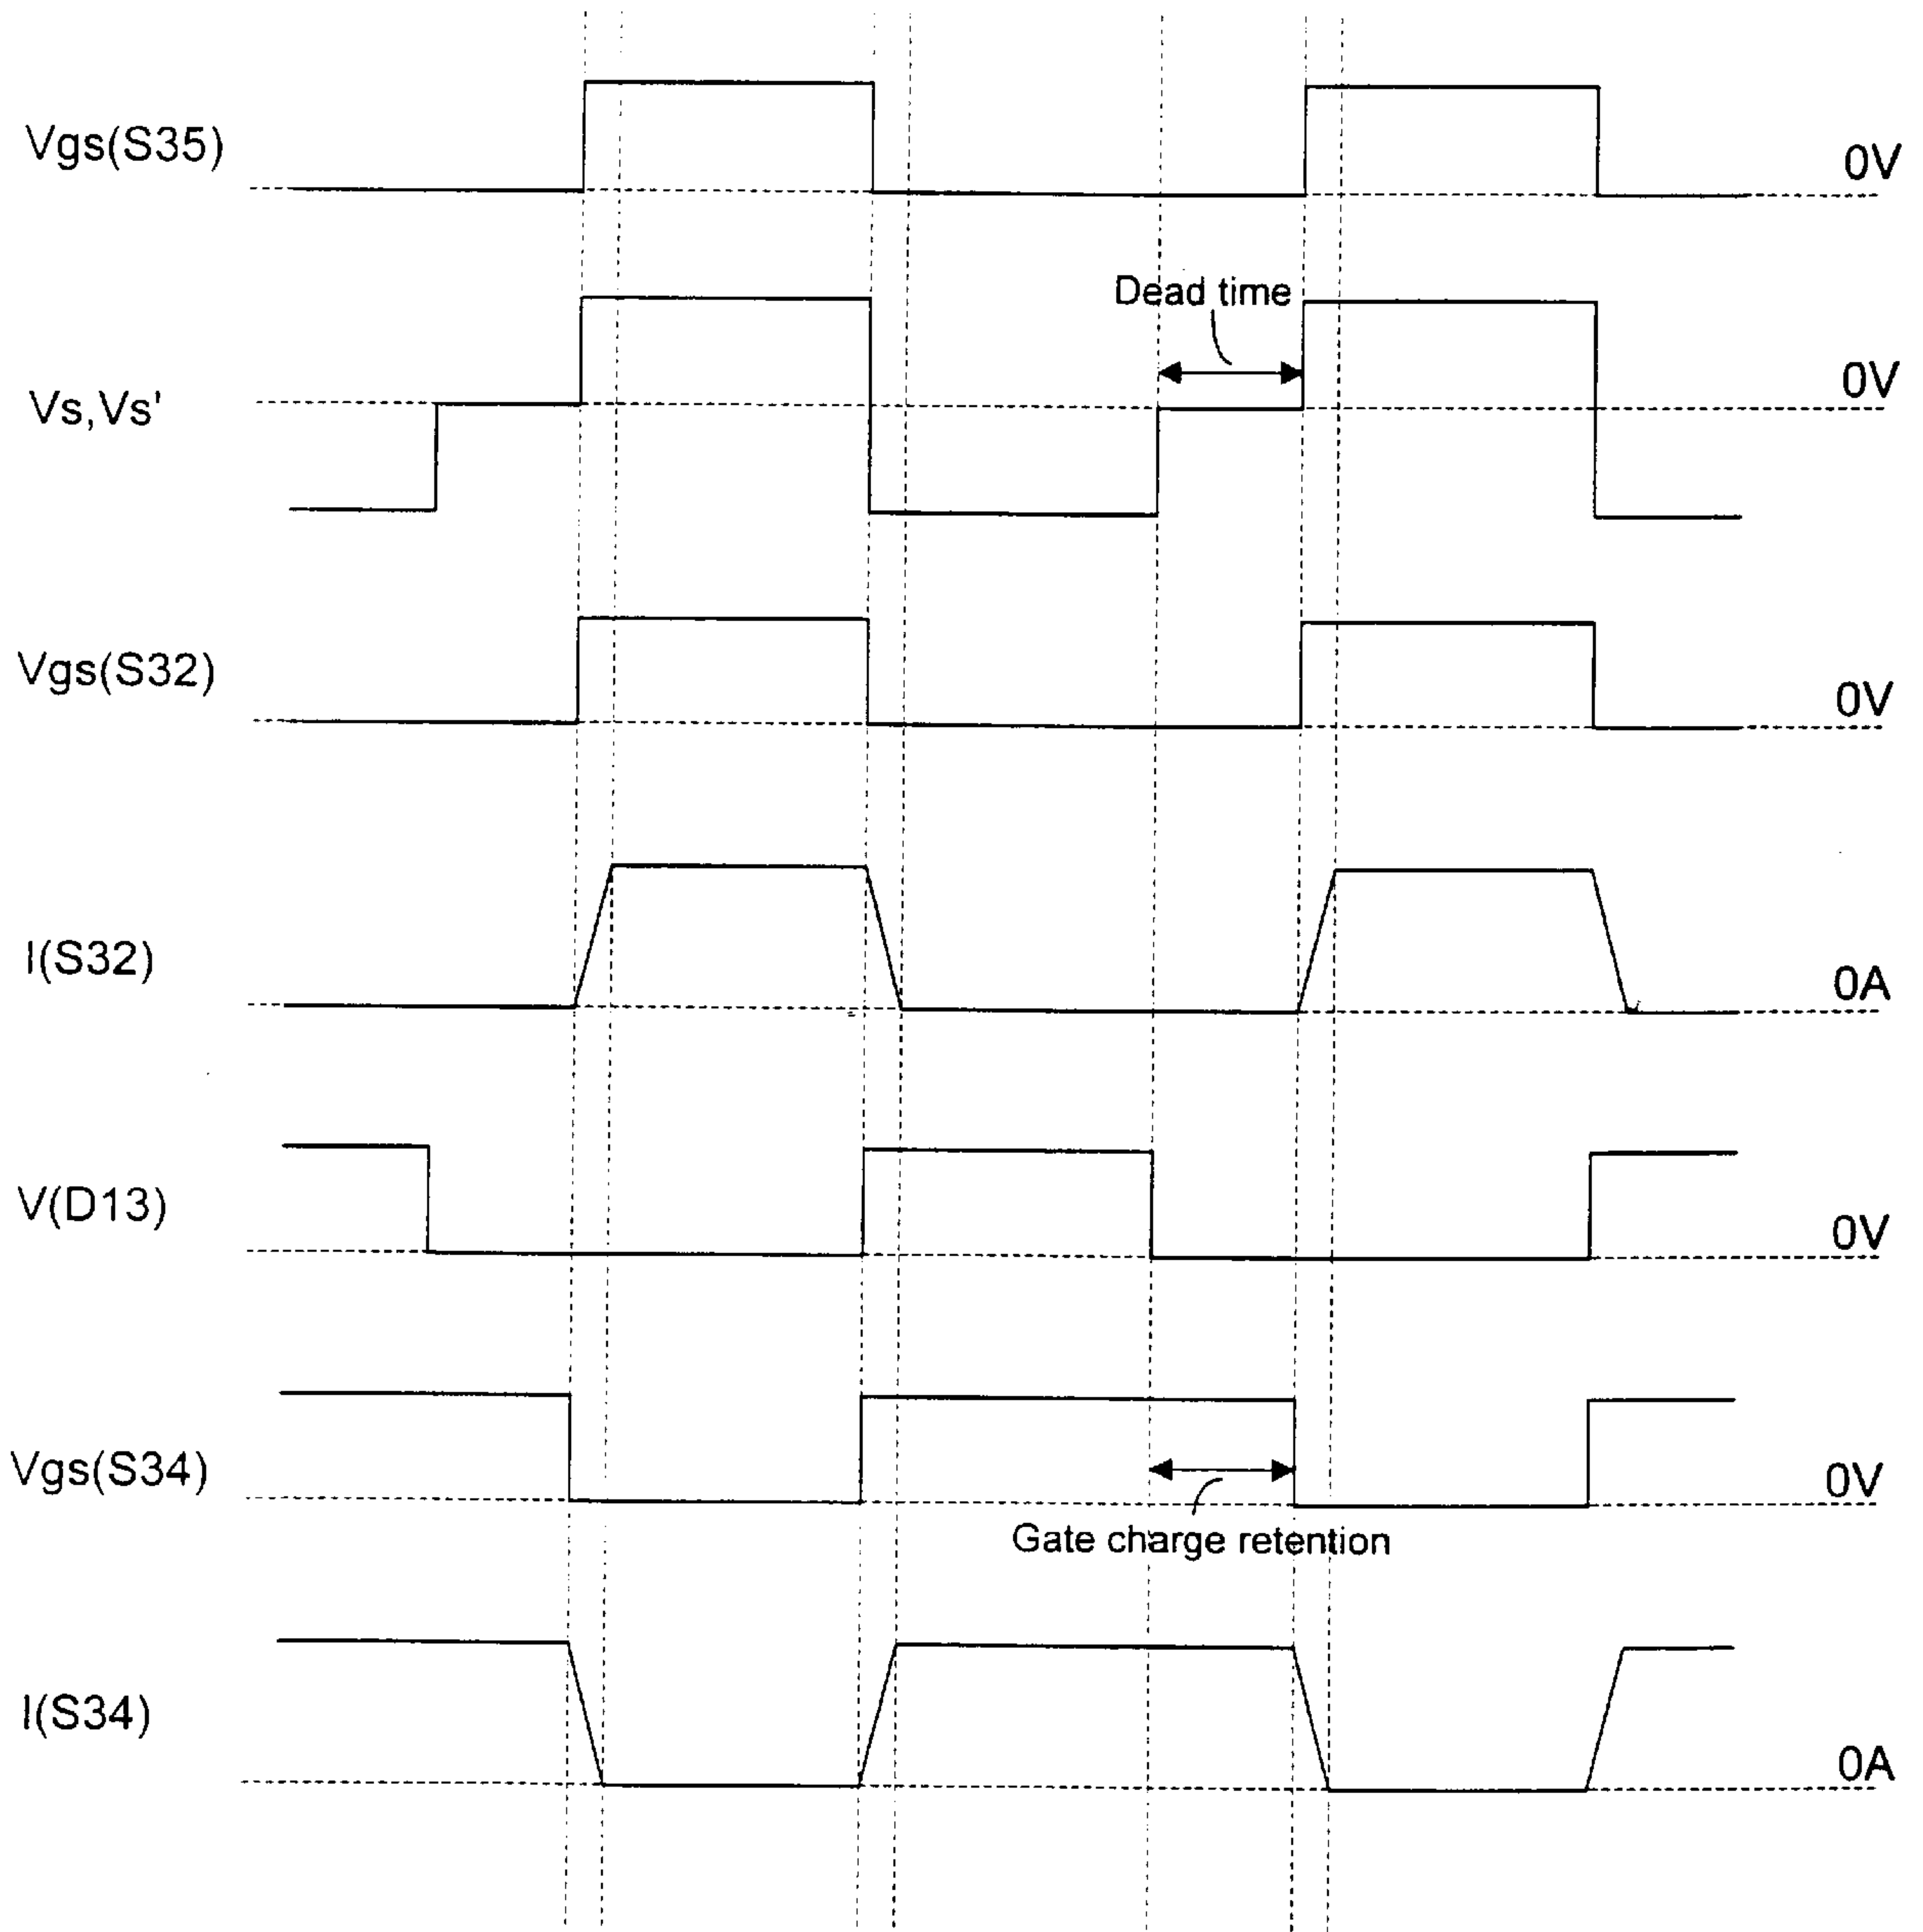 Vgs(S35)
0V
Dead time
Vs,Vs'
0V
Vgs(S32)
0V
I(S32)
0A
V(D13)
0V
Vgs(S34)
0V
Gate charge retention
I(S34)
0A